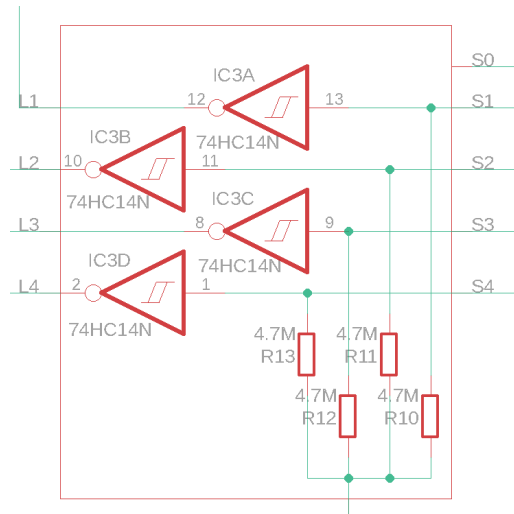 S0
IC3A
L1 12 13 S1
IC3B 74HC14N
L2 10 11 S2
74HC14N IC3C
L3 8 9 S3
IC3D 74HC14N
L4 2 1 S4
74HC14N 4.7M 4.7M
R13 R11
4.7M 4.7M
R12 R10